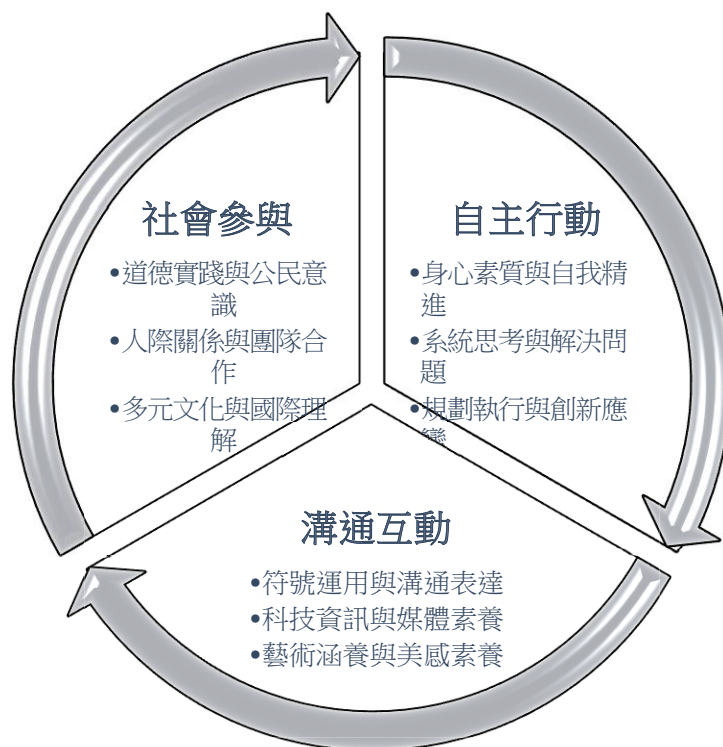 社會參與
•道德實踐與公民意
識
•人際關係與團隊合
作
•多元文化與國際理
解
自主行動
•身心素質與自我精
進
•系統思考與解決問
題
•規劃執行與創新應
變
溝通互動
•符號運用與溝通表達
•科技資訊與媒體素養
•藝術涵養與美感素養